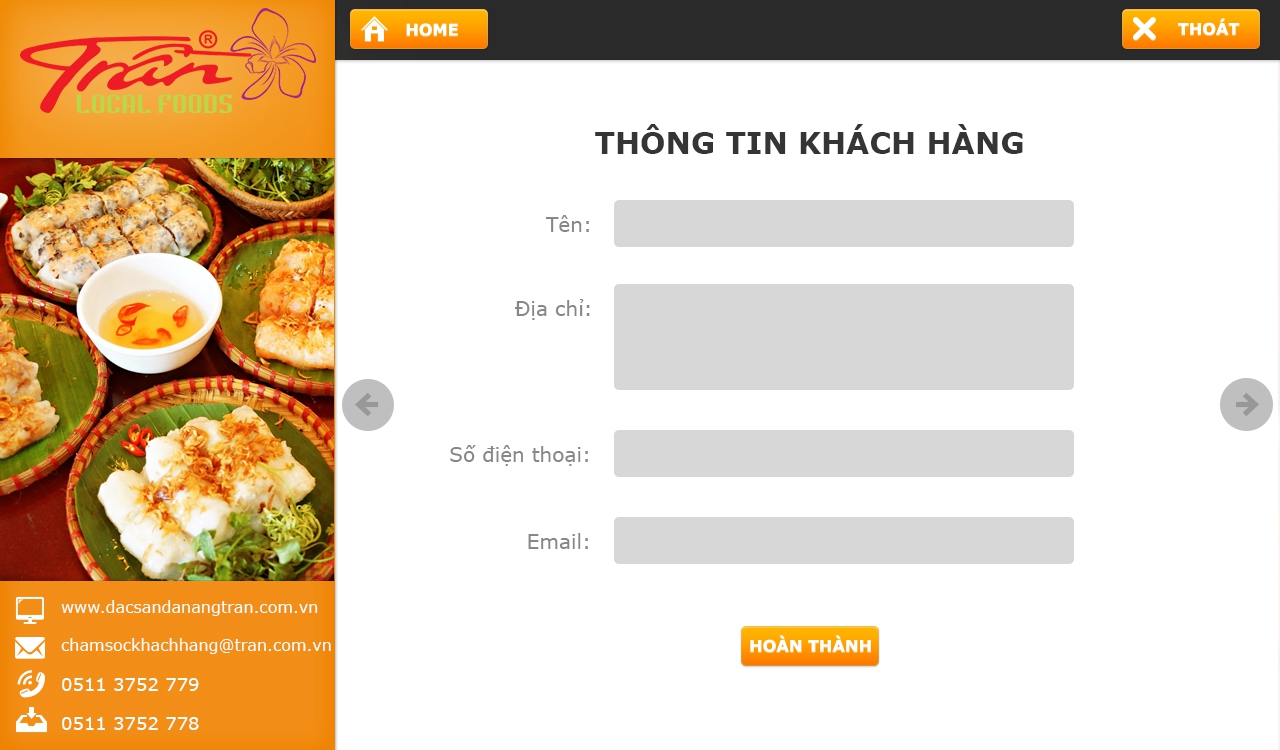 Trần®
LOCAL FOODS
www.dacsandanangtran.com.vn
chamsockhachhang@tran.com.vn
0511 3752 779
0511 3752 778
HOME
THOÁT
THÔNG TIN KHÁCH HÀNG
Tên:
Địa chỉ:
Số điện thoại:
Email:
HOÀN THÀNH